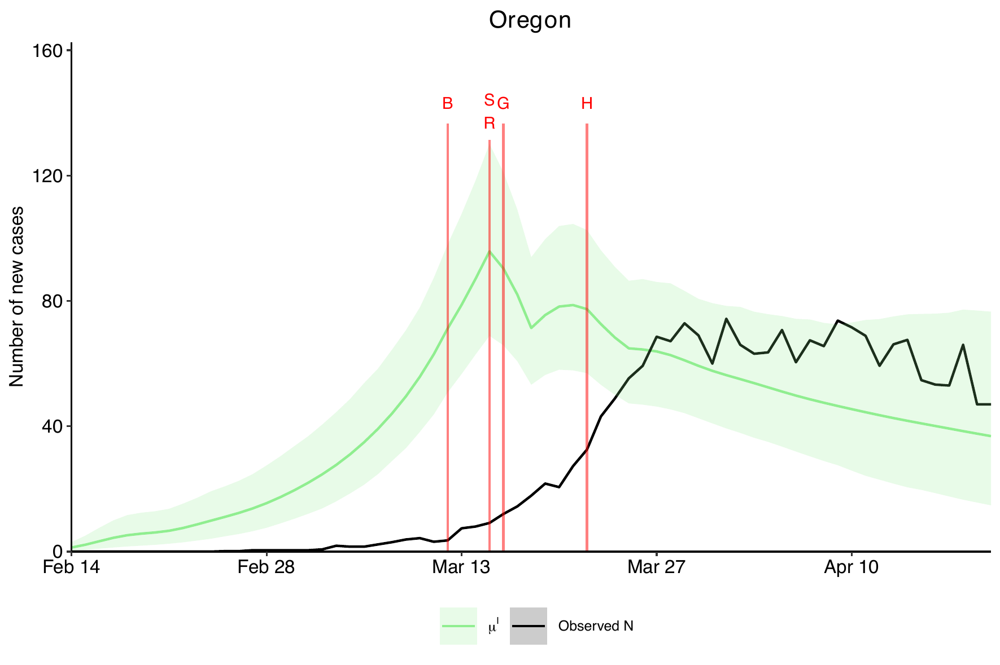 Oregon
Number of new cases
160
120
80
40
0
B
S
G
R
H
Feb 14
Feb 28
Mar 13
Mar 27
Apr 10
μ^I
Observed N